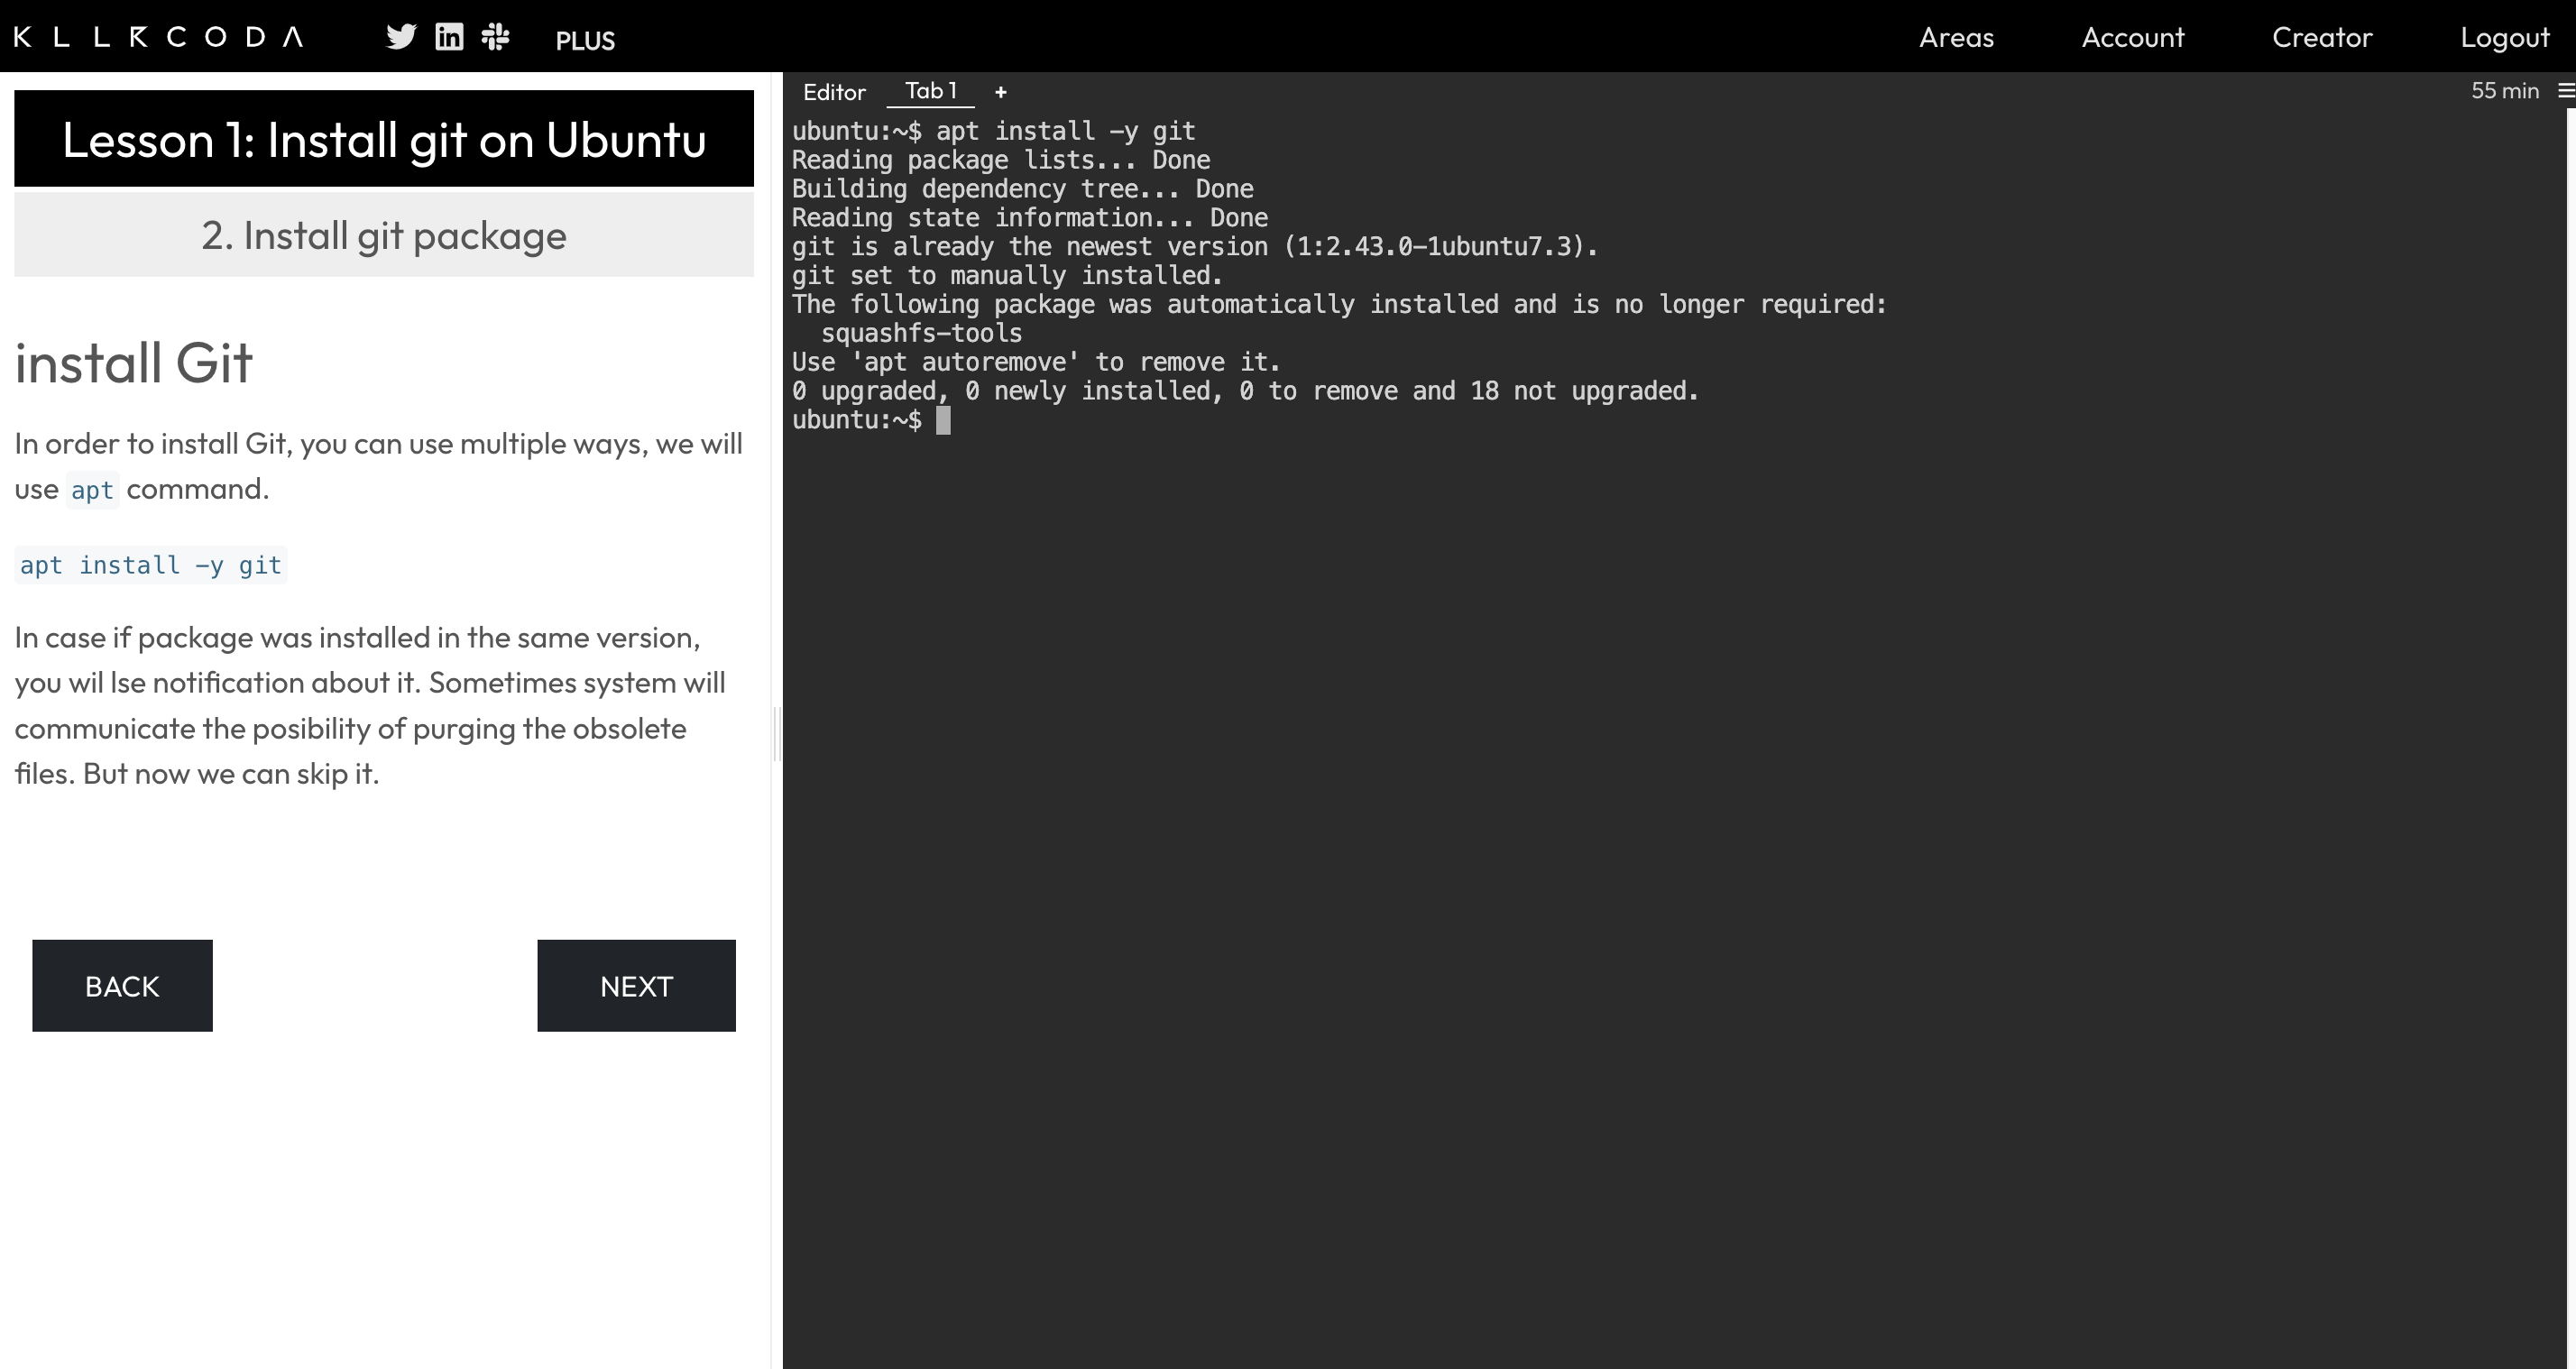 KLLRCODA PLUS Areas Account Creator Logout
Lesson 1: Install git on Ubuntu
2. Install git package
install Git
In order to install Git, you can use multiple ways, we will
use apt command.
apt install -y git
In case if package was installed in the same version,
you wil lse notification about it. Sometimes system will
communicate the posibility of purging the obsolete
files. But now we can skip it.
BACK NEXT
Editor Tab 1 + 55 min
ubuntu:~$ apt install -y git
Reading package lists... Done
Building dependency tree... Done
Reading state information... Done
git is already the newest version (1:2.43.0-1ubuntu7.3).
git set to manually installed.
The following package was automatically installed and is no longer required:
  squashfs-tools
Use 'apt autoremove' to remove it.
0 upgraded, 0 newly installed, 0 to remove and 18 not upgraded.
ubuntu:~$